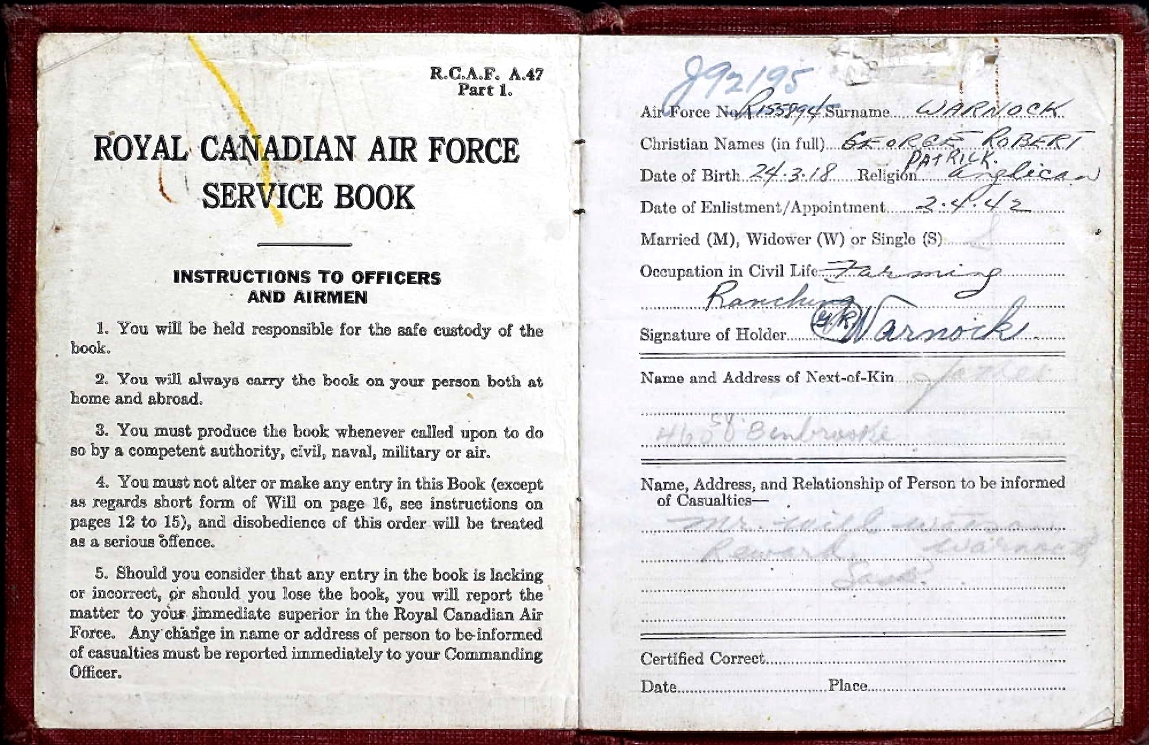 R.C.A.F. A.47
Part 1.
ROYAL CANADIAN AIR FORCE
SERVICE BOOK
INSTRUCTIONS TO OFFICERS
AND AIRMEN
1. You will be held responsible for the safe custody of the
book.
2. You will always carry the book on your person both at
home and abroad.
3. You must produce the book whenever called upon to do
so by a competent authority, civil, naval, military or air.
4. You must not alter or make any entry in this Book (except
as regards short form of Will on page 16, see instructions on
pages 12 to 15), and disobedience of this order will be treated
as a serious offence.
5. Should you consider that any entry in the book is lacking
or incorrect, or should you lose the book, you will report the
matter to your immediate superior in the Royal Canadian Air
Force. Any change in name or address of person to be informed
of casualties must be reported immediately to your Commanding
Officer.
J92195
Air Force No. R155894 Surname WARNOCK
Christian Names (in full) GEORGE ROBERT
PATRICK.
Date of Birth 24.3.18 Religion Anglican
Date of Enlistment/Appointment 2.4.42
Married (M), Widower (W) or Single (S) S
Occupation in Civil Life Farming
Ranching
Signature of Holder GR Warnock
Name and Address of Next-of-Kin
Name, Address, and Relationship of Person to be informed
of Casualties—
Mr. Will
Reward Warnock
Sask.
Certified Correct
Date Place